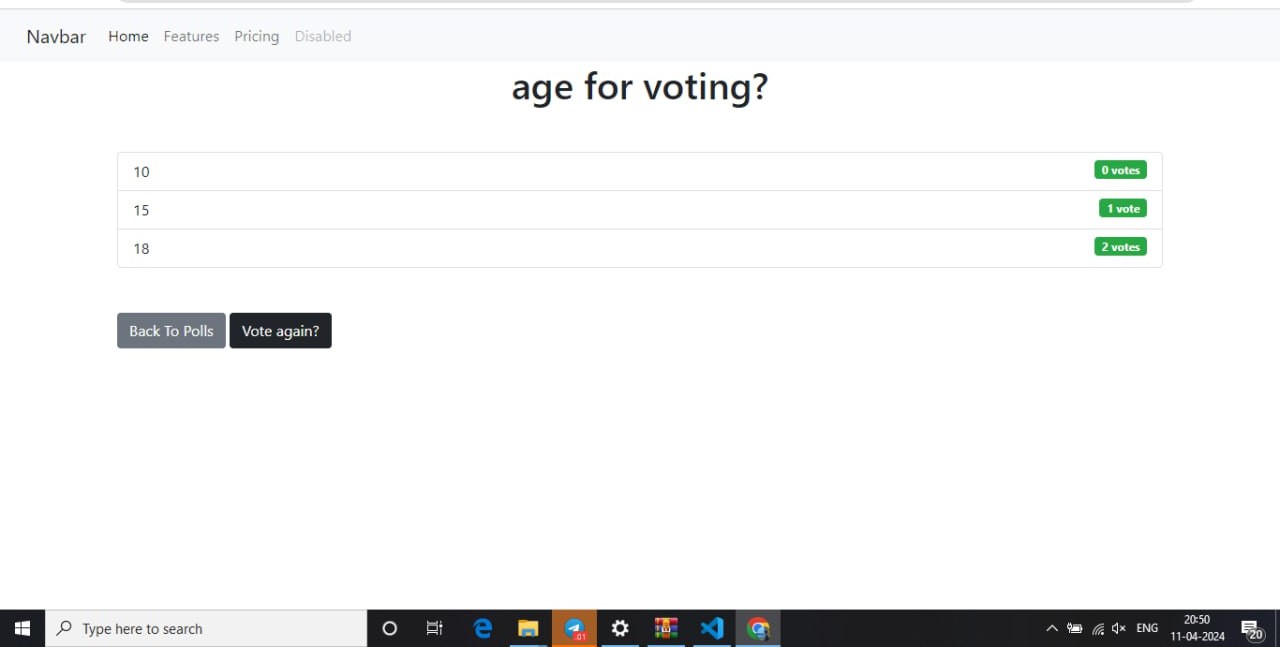 Navbar Home Features Pricing Disabled
age for voting?
10 0 votes
15 1 vote
18 2 votes
Back To Polls Vote again?
Type here to search ENG 20:50 20
11-04-2024